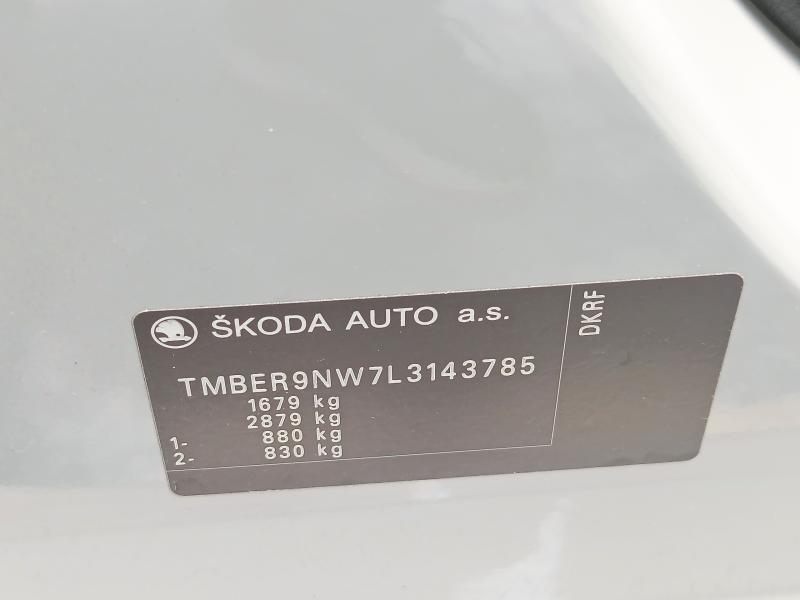 ŠKODA AUTO a.s.
DKRF
TMBER9NW7L3143785
1679 kg
2879 kg
1- 880 kg
2- 830 kg